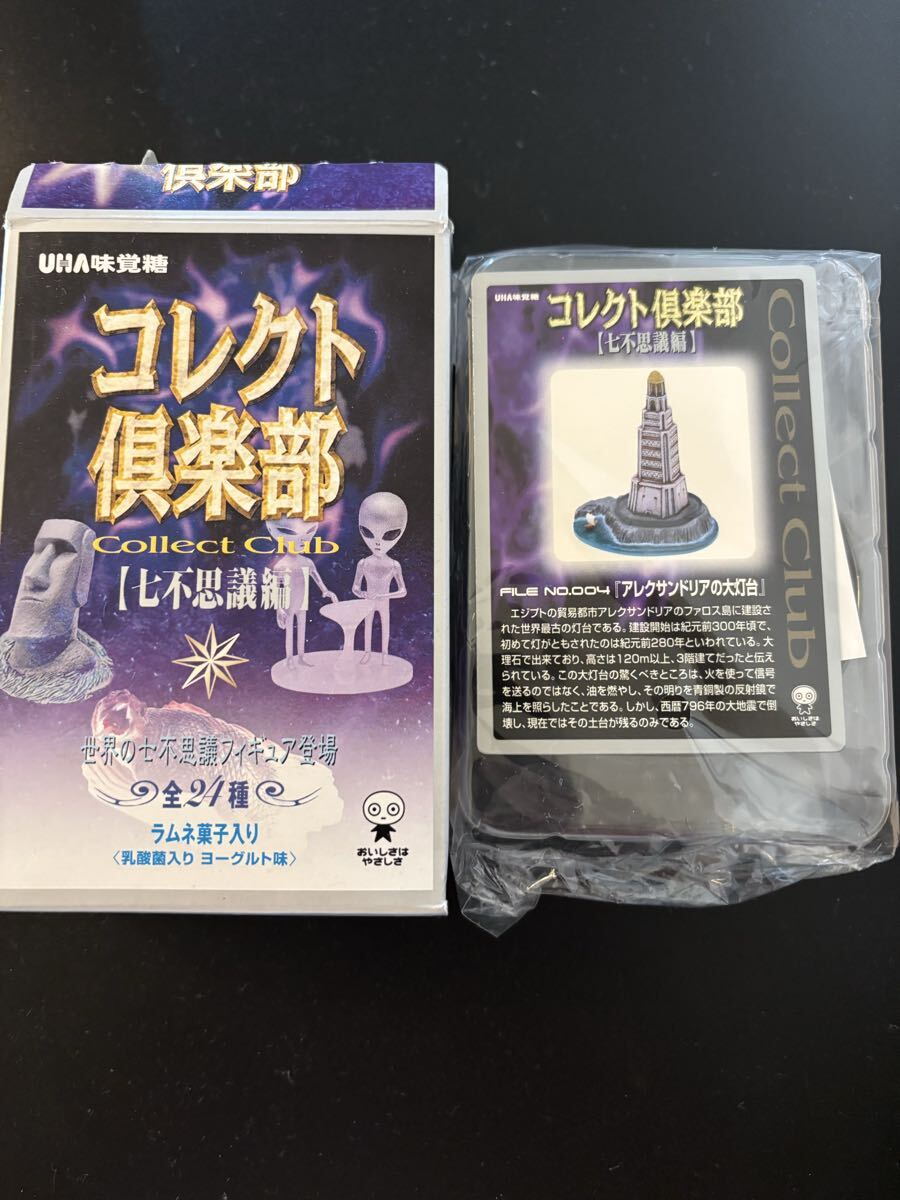 倶楽部
UHA味覚糖
コレクト
倶楽部
Collect Club
【七不思議編】
世界の七不思議フィギュア登場
全24種
ラムネ菓子入り
〈乳酸菌入り ヨーグルト味〉
おいしさは
やさしさ
UHA味覚糖
コレクト倶楽部
【七不思議編】
Collect Club
FILE NO.004『アレクサンドリアの大灯台』
エジプトの貿易都市アレクサンドリアのファロス島に建設さ
れた世界最古の灯台である。建設開始は紀元前300年頃で、
初めて灯がともされたのは紀元前280年といわれている。大
理石で出来ており、高さは120m以上、3階建てだったと伝え
られている。この大灯台の驚くべきところは、火を使って信号
を送るのではなく、油を燃やし、その明りを青銅製の反射鏡で
海上を照らしたことである。しかし、西暦796年の大地震で倒
壊し、現在ではその土台が残るのみである。
おいしさは
やさしさ